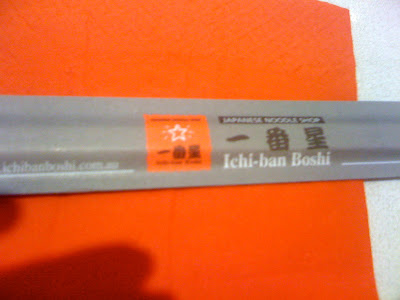 ichibanboshi.com.au
一番星
JAPANESE NOODLE SHOP
一番星
Ichi-ban Boshi